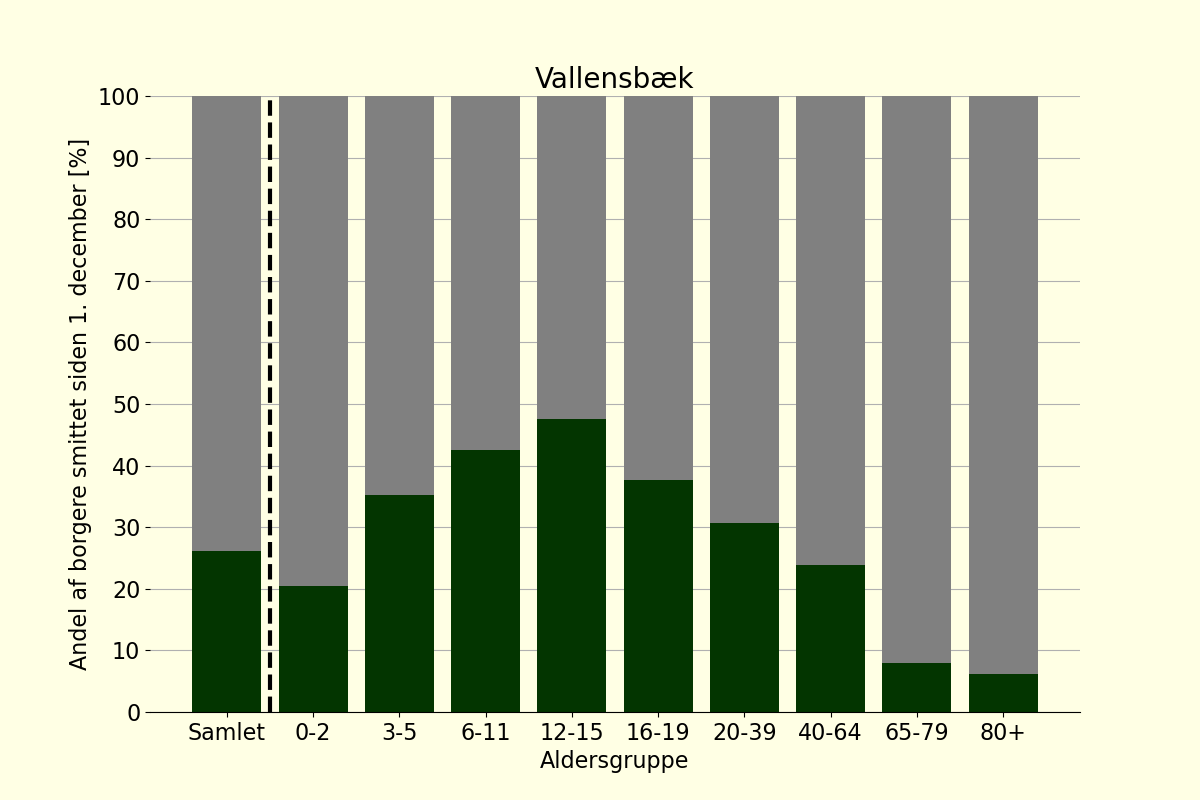 Vallensbæk
Andel af borgere smittet siden 1. december [%]
100
90
80
70
60
50
40
30
20
10
0
Samlet 0-2 3-5 6-11 12-15 16-19 20-39 40-64 65-79 80+
Aldersgruppe